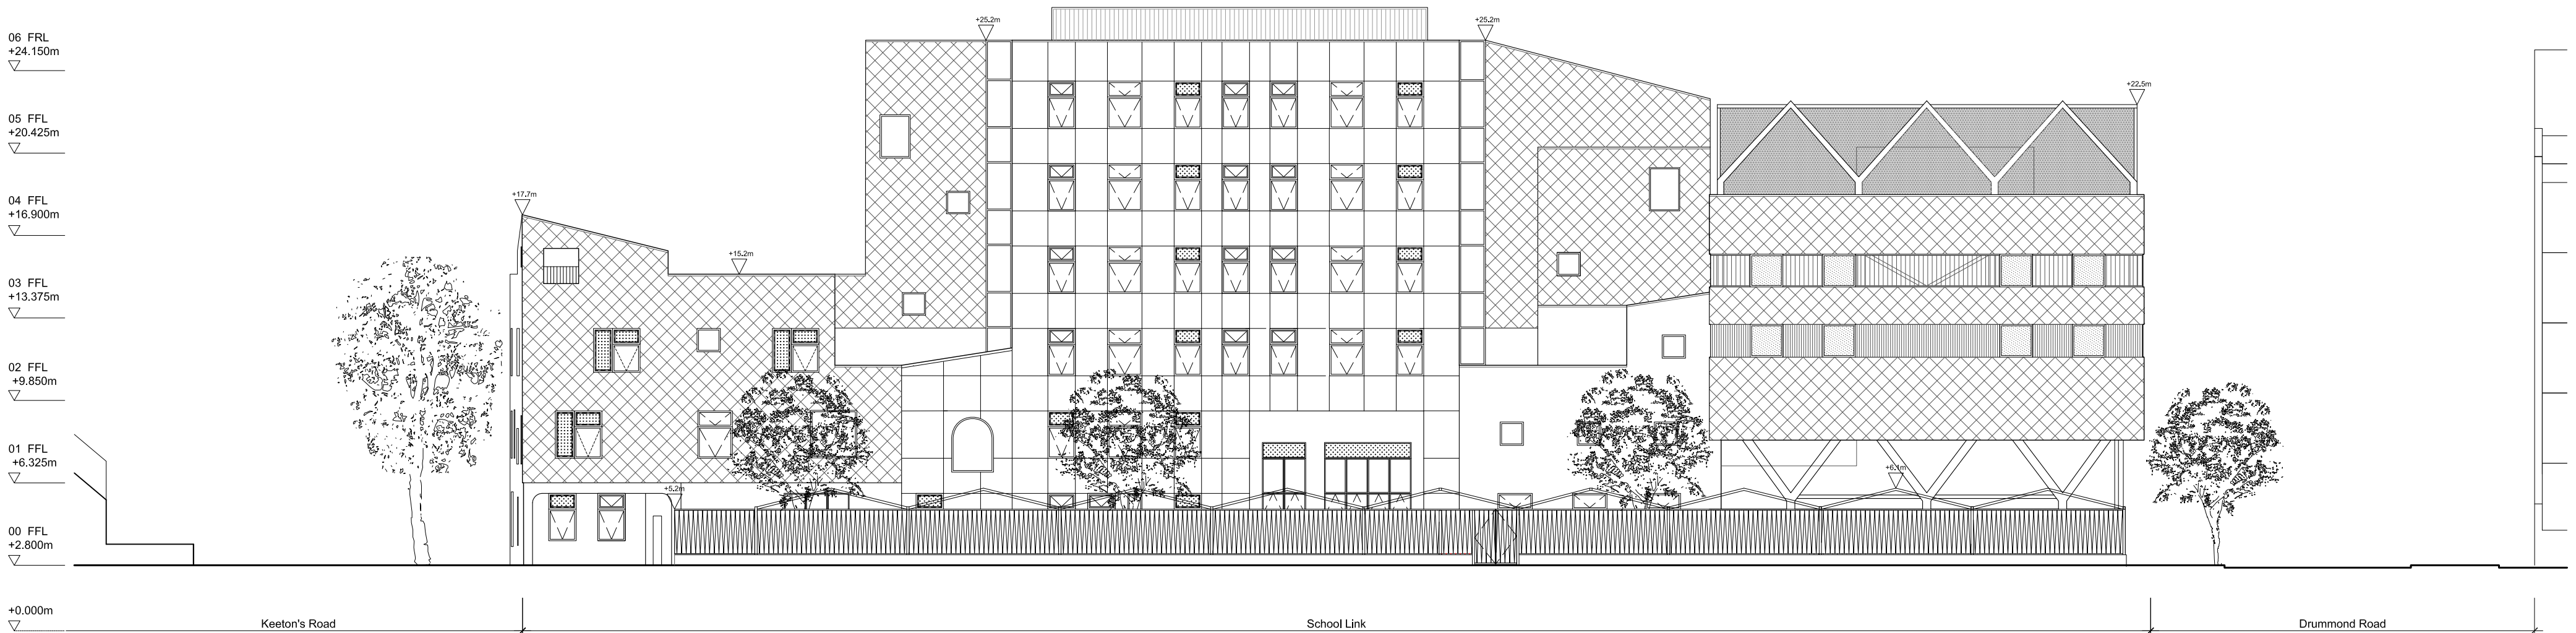 06 FRL
+24.150m
05 FFL
+20.425m
04 FFL
+16.900m
03 FFL
+13.375m
02 FFL
+9.850m
01 FFL
+6.325m
00 FFL
+2.800m
+0.000m
+17.7m
+15.2m
+25.2m
+25.2m
+22.5m
+5.2m
+6.1m
Keeton's Road
School Link
Drummond Road